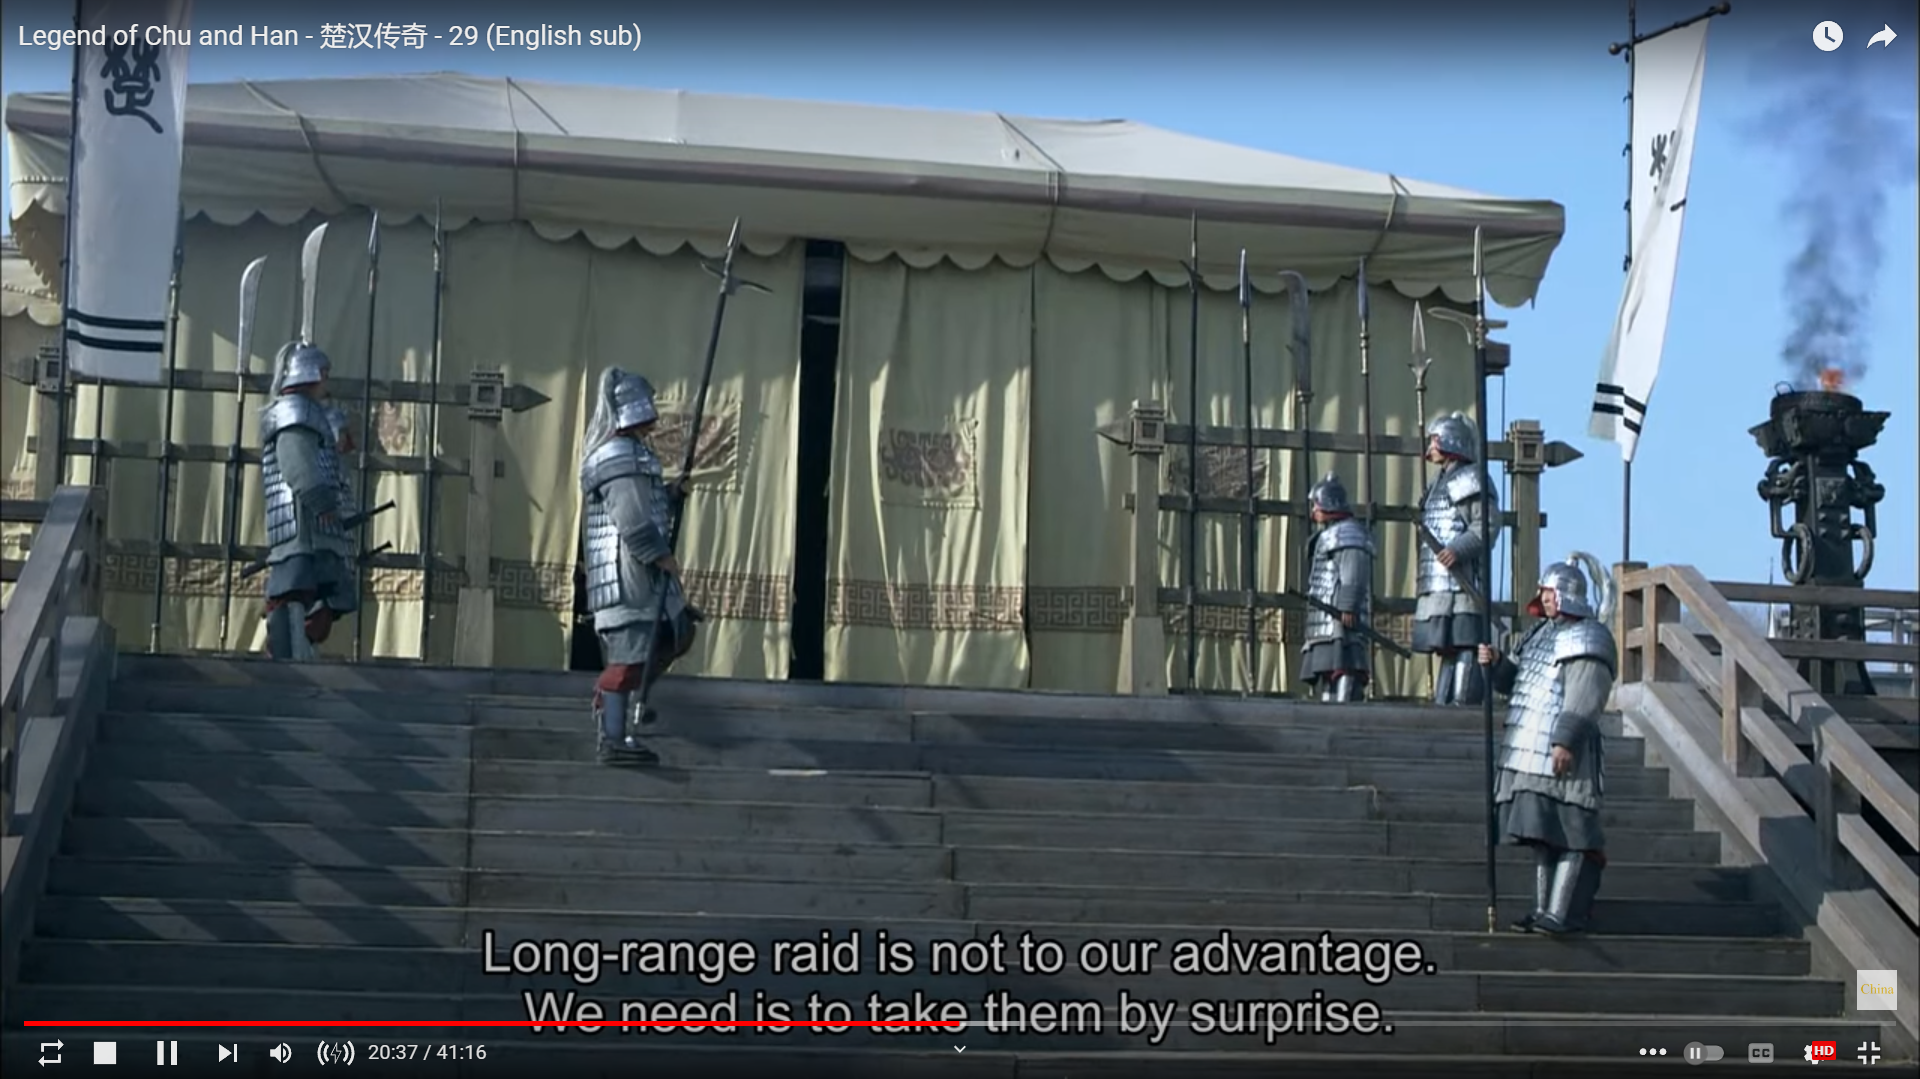 Legend of Chu and Han - 楚汉传奇 - 29 (English sub)
楚
Long-range raid is not to our advantage.
We need is to take them by surprise.
China
20:37 / 41:16
CC
HD